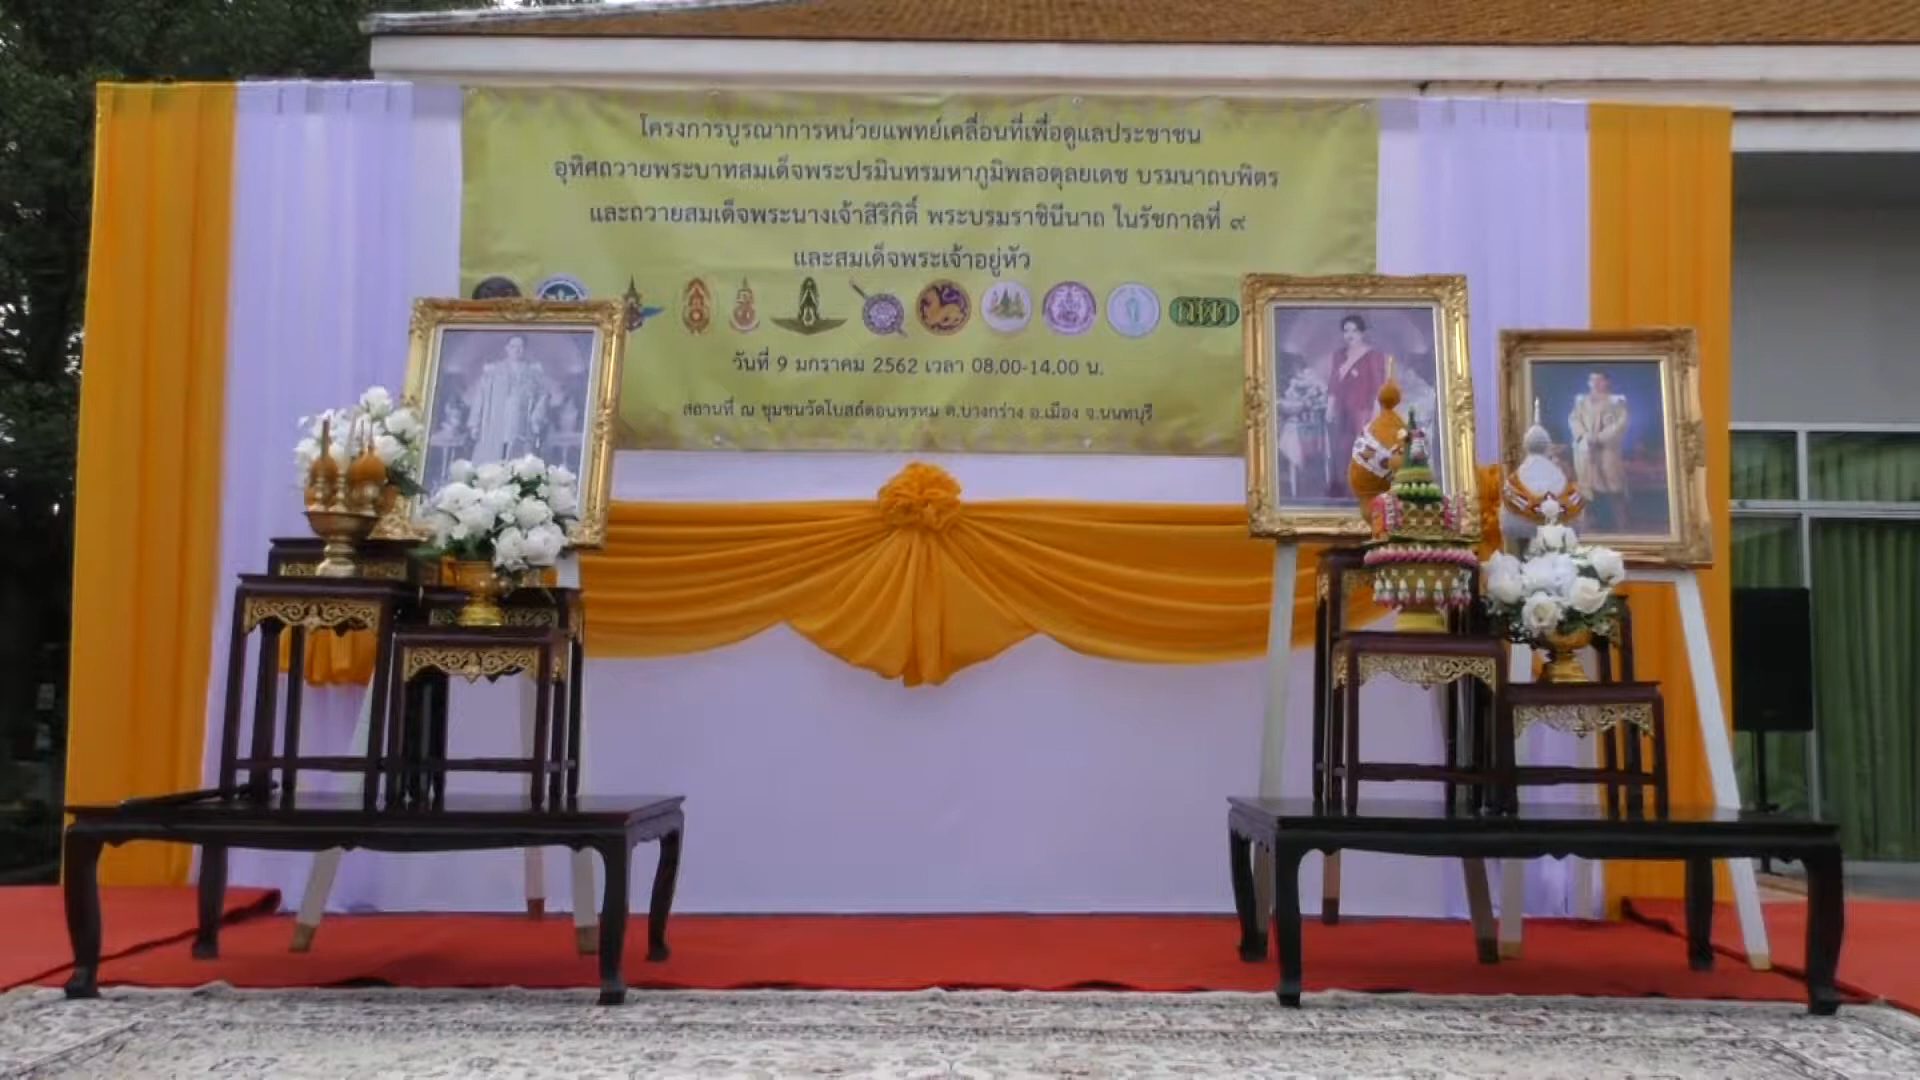 โครงการบูรณาการหน่วยแพทย์เคลื่อนที่เพื่อดูแลประชาชน
อุทิศถวายพระบาทสมเด็จพระปรมินทรมหาภูมิพลอดุลยเดช บรมนาถบพิตร
และถวายสมเด็จพระนางเจ้าสิริกิติ์ พระบรมราชินีนาถ ในรัชกาลที่ ๙
และสมเด็จพระเจ้าอยู่หัว
วันที่ 9 มกราคม 2562 เวลา 08.00-14.00 น.
สถานที่ ณ ชุมชนวัดโบสถ์ดอนพรหม ต.บางกร่าง อ.เมือง จ.นนทบุรี